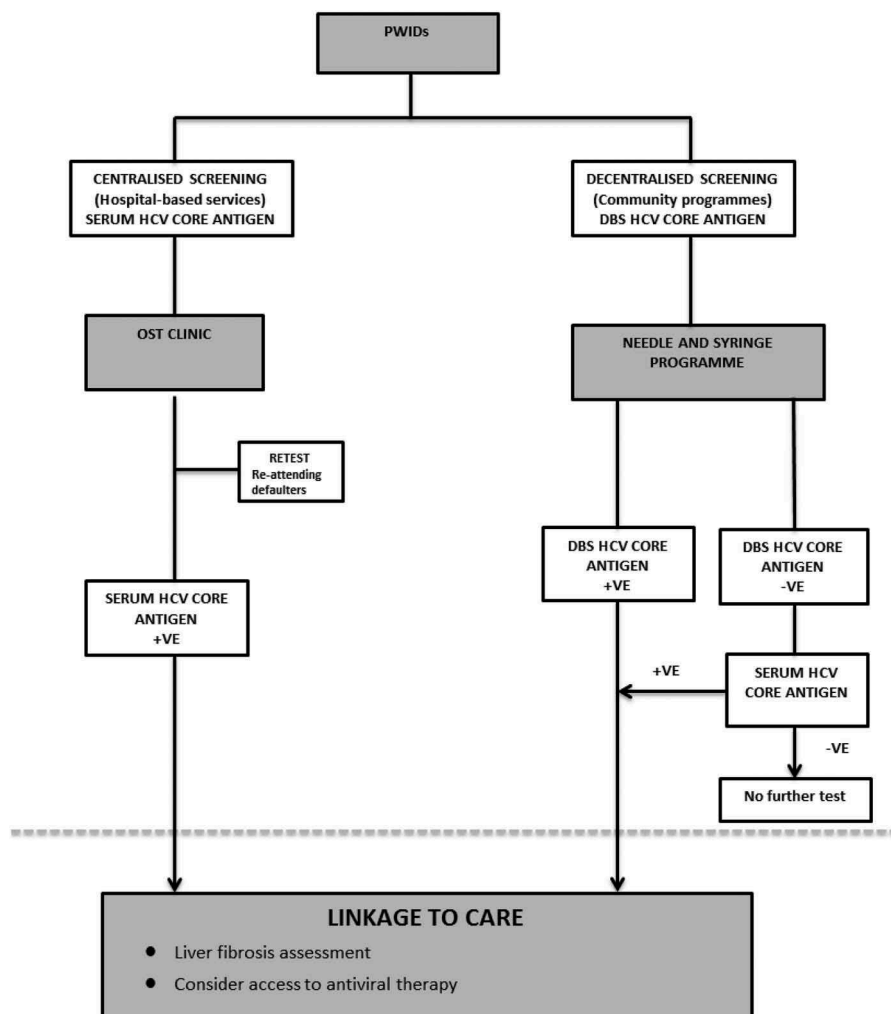 PWIDs
CENTRALISED SCREENING
(Hospital-based services)
SERUM HCV CORE ANTIGEN
DECENTRALISED SCREENING
(Community programmes)
DBS HCV CORE ANTIGEN
OST CLINIC
NEEDLE AND SYRINGE
PROGRAMME
RETEST
Re-attending
defaulters
DBS HCV CORE
ANTIGEN
+VE
DBS HCV CORE
ANTIGEN
-VE
SERUM HCV CORE
ANTIGEN
+VE
SERUM HCV
CORE ANTIGEN
+VE
-VE
No further test
LINKAGE TO CARE
● Liver fibrosis assessment
● Consider access to antiviral therapy